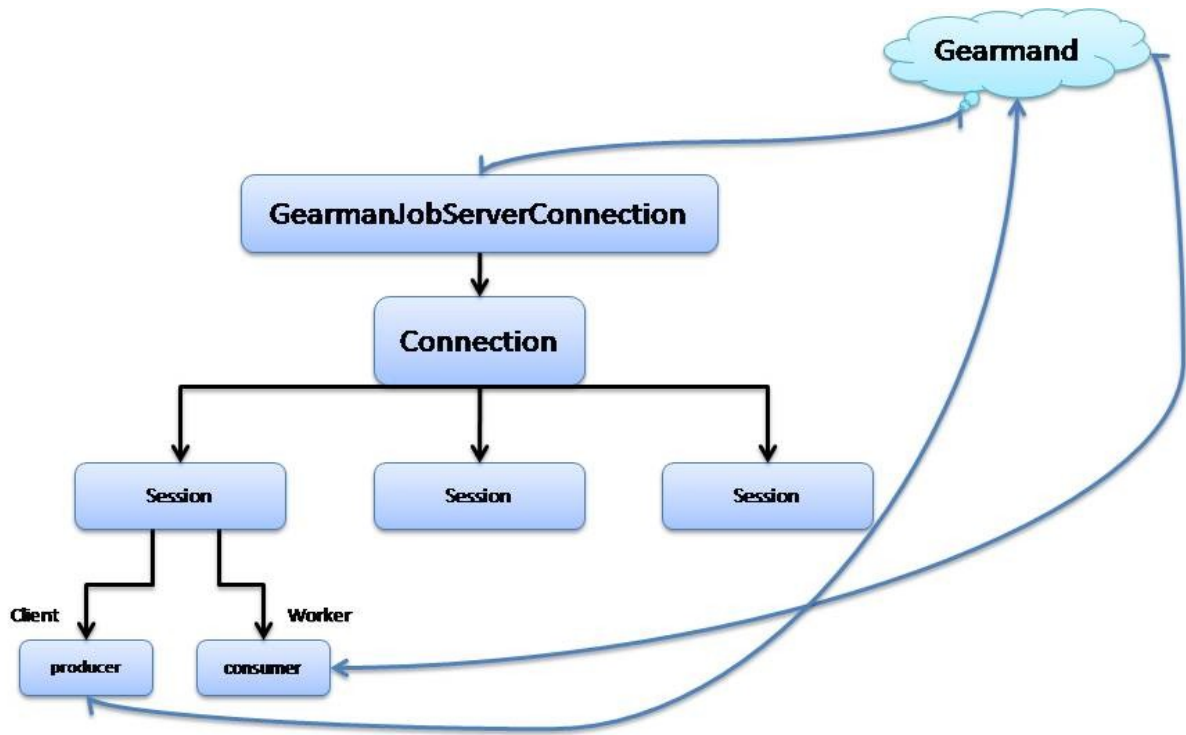 Gearmand
GearmanJobServerConnection
Connection
Session
Session
Session
Client
Worker
producer
consumer